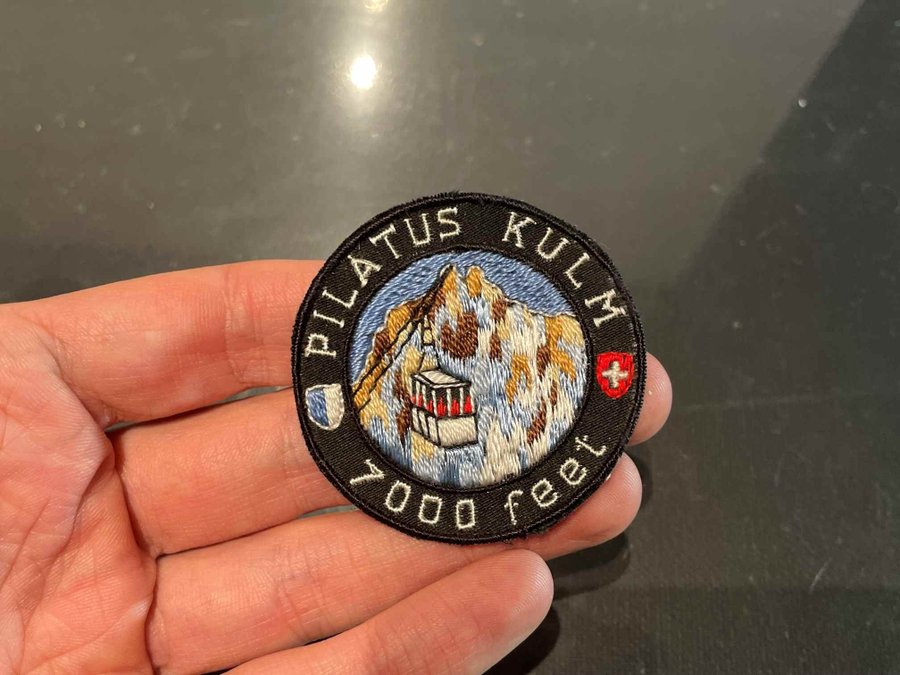 PILATUS KULM
7000 feet